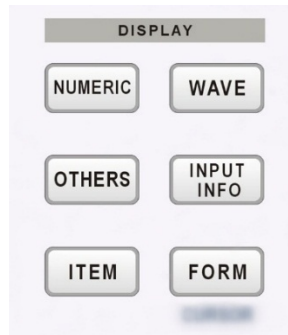 DISPLAY
NUMERIC
WAVE
OTHERS
INPUT
INFO
ITEM
FORM